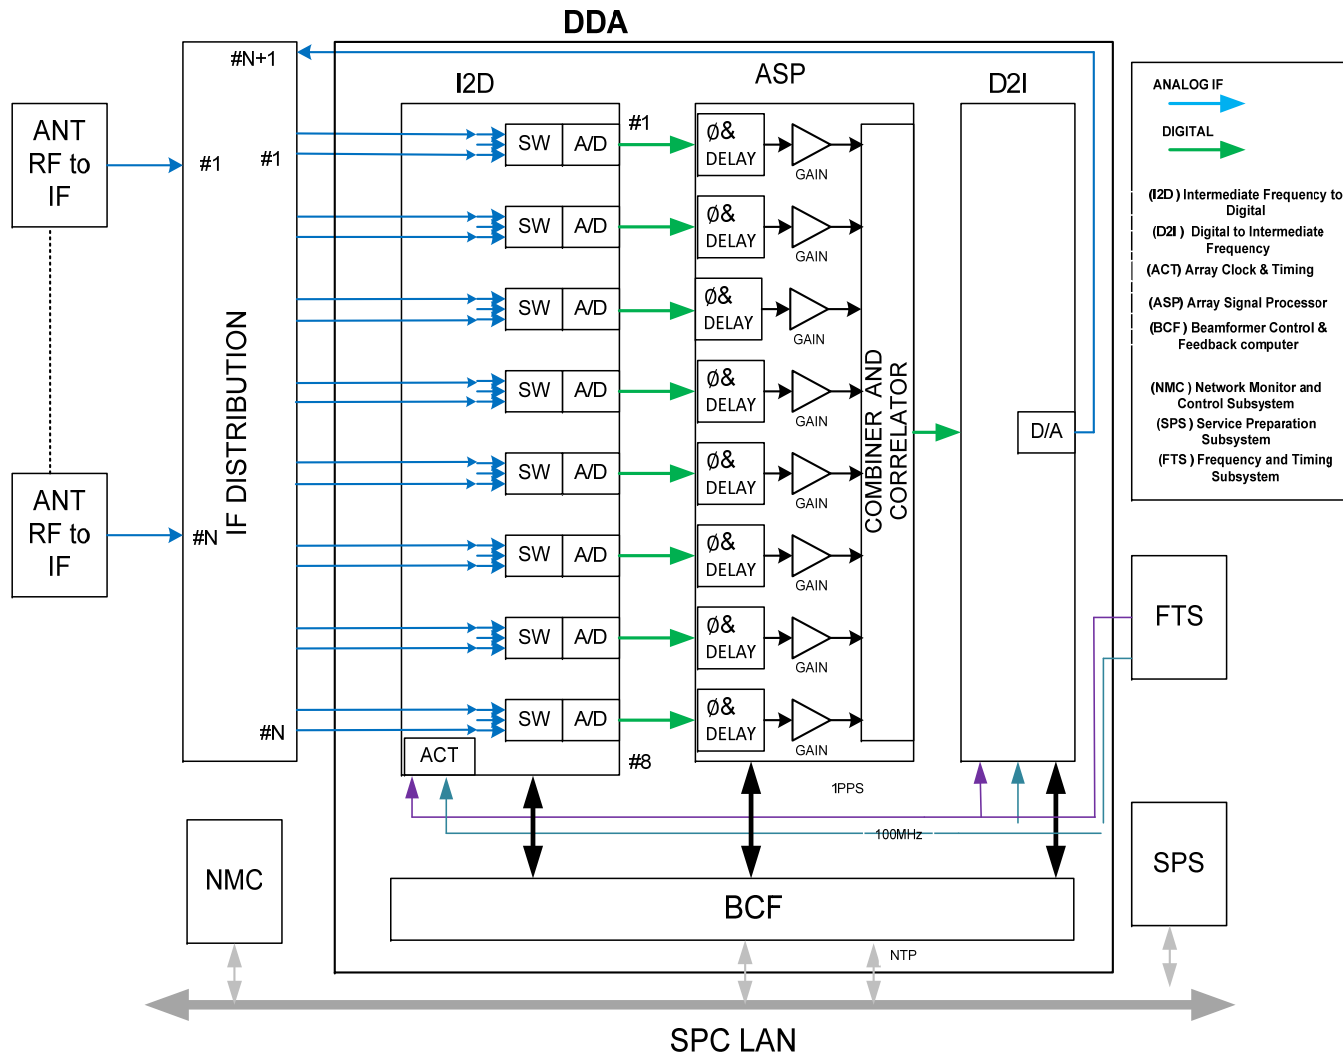 DDA
#N+1
I2D
ASP
D2I
ANT
RF to
IF
#1
#1
ANT
RF to
IF
#N
#N
IF DISTRIBUTION
#1
SW A/D
Ø&
DELAY
GAIN
SW A/D
Ø&
DELAY
GAIN
SW A/D
Ø&
DELAY
GAIN
SW A/D
Ø&
DELAY
GAIN
SW A/D
Ø&
DELAY
GAIN
SW A/D
Ø&
DELAY
GAIN
SW A/D
Ø&
DELAY
GAIN
SW A/D
Ø&
DELAY
GAIN
#8
ACT
COMBINER AND
CORRELATOR
D/A
ANALOG IF
DIGITAL
(I2D) Intermediate Frequency to
Digital
(D2I) Digital to Intermediate
Frequency
(ACT) Array Clock & Timing
(ASP) Array Signal Processor
(BCF) Beamformer Control &
Feedback computer
(NMC) Network Monitor and
Control Subsystem
(SPS) Service Preparation
Subsystem
(FTS) Frequency and Timing
Subsystem
FTS
1PPS
100MHz
NMC
BCF
SPS
NTP
SPC LAN